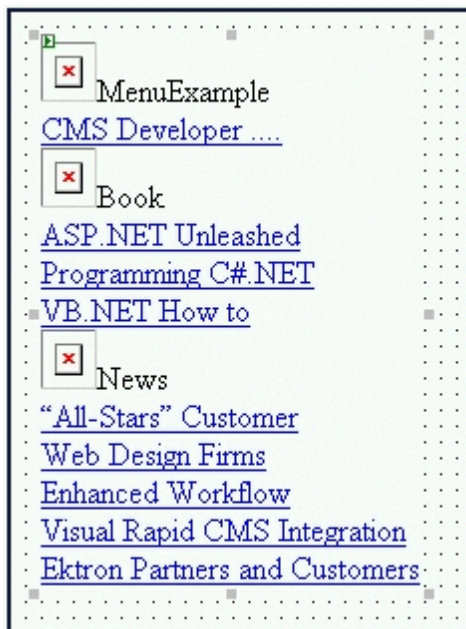 MenuExample
CMS Developer ....
Book
ASP.NET Unleashed
Programming C#.NET
VB.NET How to
News
“All-Stars” Customer
Web Design Firms
Enhanced Workflow
Visual Rapid CMS Integration
Ektron Partners and Customers